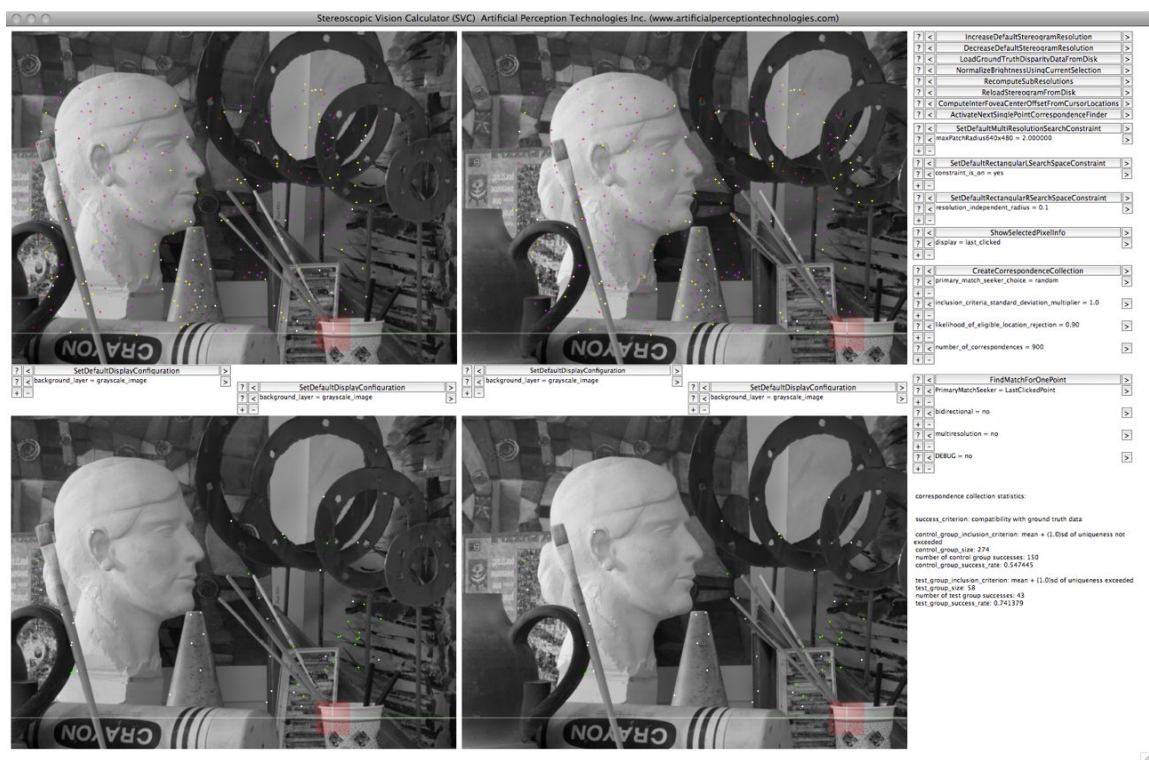 Stereoscopic Vision Calculator (SVC)  Artificial Perception Technologies Inc. (www.artificialperceptiontechnologies.com)
? < IncreaseDefaultStereogramResolution >
? < DecreaseDefaultStereogramResolution >
? < LoadGroundTruthDisparityDataFromDisk >
? < NormalizeBrightnessUsingCurrentSelection >
? < RecomputeSubResolutions >
? < ReloadStereogramFromDisk >
? < ComputeInterFoveaCenterOffsetFromCursorLocations >
? < ActivateNextSinglePointCorrespondenceFinder >
? < SetDefaultMultiResolutionSearchConstraint >
? < maxPatchRadius640x480 = 2.000000 >
+ -
? < SetDefaultRectangularLSearchSpaceConstraint >
? < constraint_is_on = yes >
+ -
? < SetDefaultRectangularRSearchSpaceConstraint >
? < resolution_independent_radius = 0.1 >
+ -
? < ShowSelectedPixelInfo >
? < display = last_clicked >
+ -
? < CreateCorrespondenceCollection >
? < primary_match_seeker_choice = random >
+ -
? < inclusion_criteria_standard_deviation_multiplier = 1.0 >
+ -
? < likelihood_of_eligible_location_rejection = 0.90 >
+ -
? < number_of_correspondences = 900 >
+ -
CRAYON
CRAYON
? < SetDefaultDisplayConfiguration >
? < background_layer = grayscale_image >
+ -
? < SetDefaultDisplayConfiguration >
? < background_layer = grayscale_image >
+ -
? < SetDefaultDisplayConfiguration >
? < background_layer = grayscale_image >
+ -
? < SetDefaultDisplayConfiguration >
? < background_layer = grayscale_image >
+ -
? < FindMatchForOnePoint >
? < PrimaryMatchSeeker = LastClickedPoint >
+ -
? < bidirectional = no >
+ -
? < multiresolution = no >
+ -
? < DEBUG = no >
+ -
correspondence collection statistics:
success_criterion: compatibility with ground truth data
control_group_inclusion_criterion: mean + (1.0)sd of uniqueness not
exceeded
control_group_size: 274
number of control group successes: 150
control_group_success_rate: 0.547445
test_group_inclusion_criterion: mean + (1.0)sd of uniqueness exceeded
test_group_size: 58
number of test group successes: 43
test_group_success_rate: 0.741379
CRAYON
CRAYON